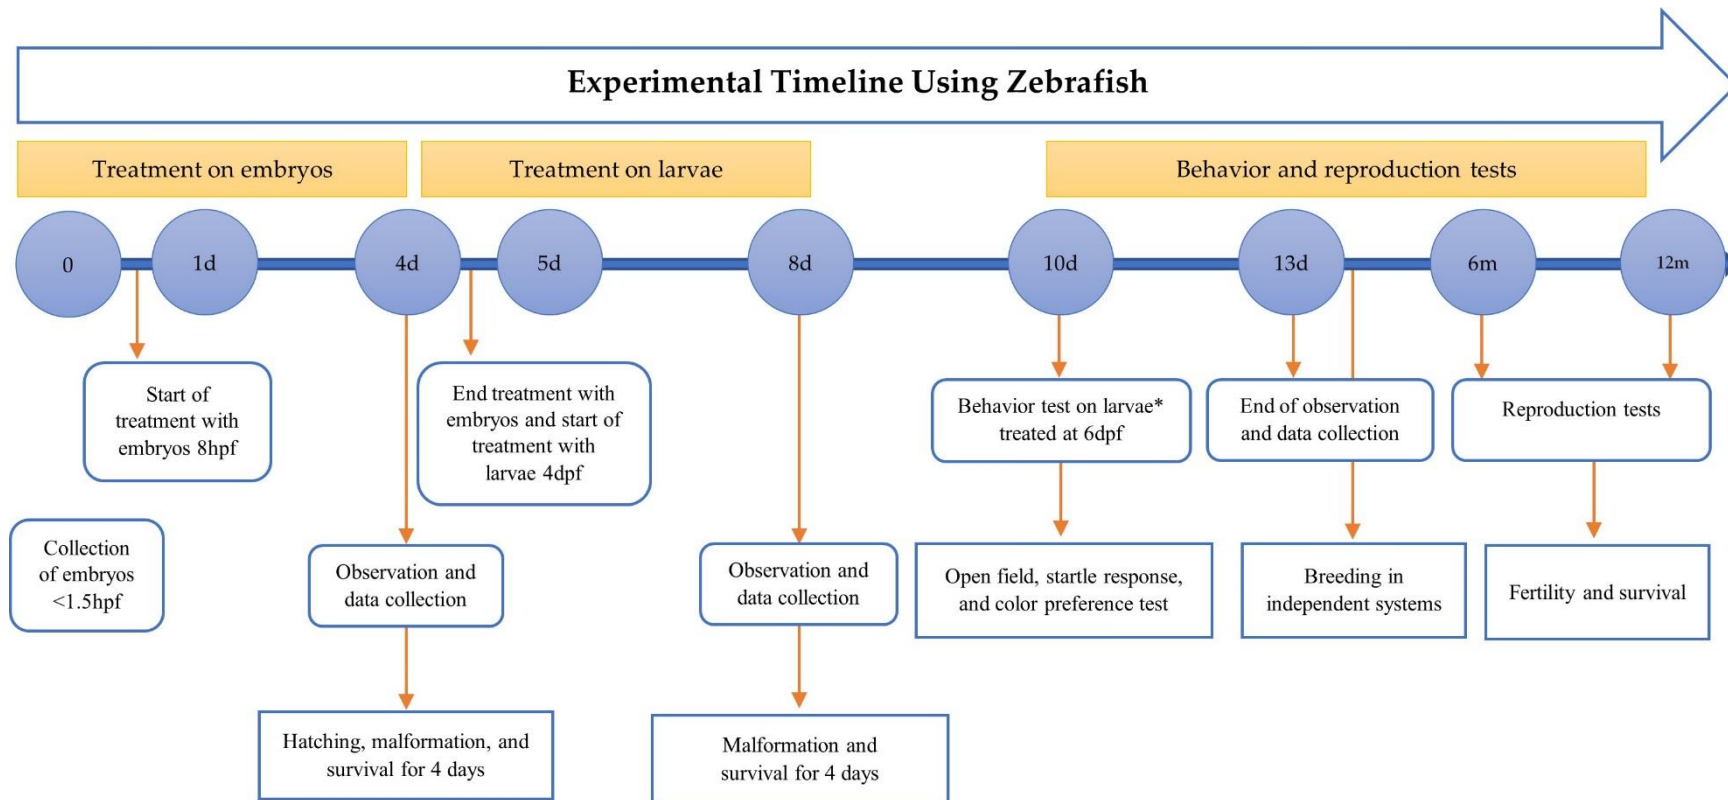 Experimental Timeline Using Zebrafish
Treatment on embryos
Treatment on larvae
Behavior and reproduction tests
0
1d
4d
5d
8d
10d
13d
6m
12m
Start of
treatment with
embryos 8hpf
End treatment with
embryos and start of
treatment with
larvae 4dpf
Behavior test on larvae*
treated at 6dpf
End of observation
and data collection
Reproduction tests
Collection
of embryos
<1.5hpf
Observation and
data collection
Observation and
data collection
Open field, startle response,
and color preference test
Breeding in
independent systems
Fertility and survival
Hatching, malformation, and
survival for 4 days
Malformation and
survival for 4 days